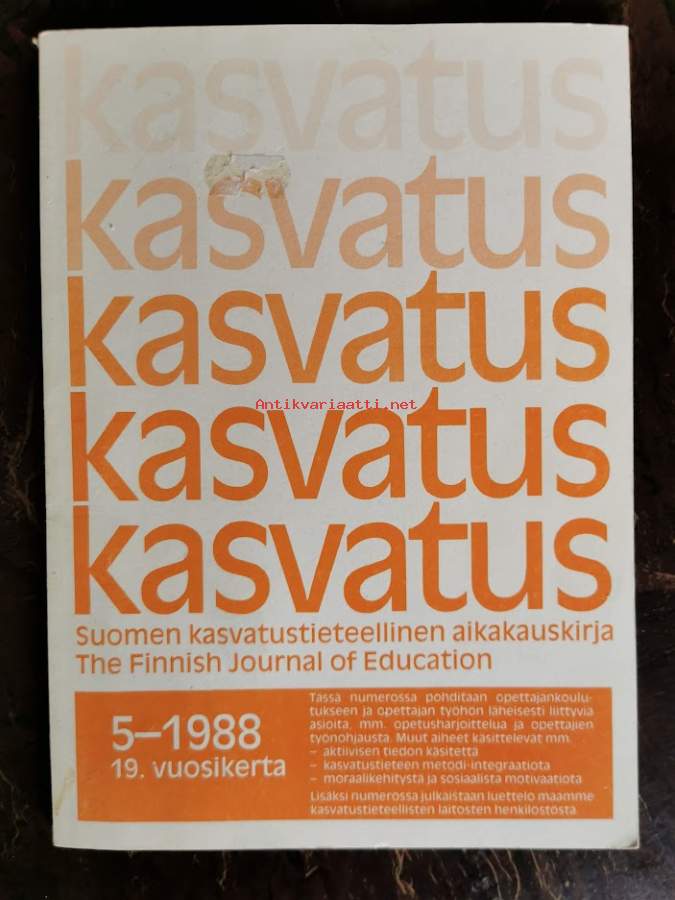 kasvatus
kasvatus
kasvatus
Antikvariaatti.net
kasvatus
kasvatus
Suomen kasvatustieteellinen aikakauskirja
The Finnish Journal of Education
5–1988
19. vuosikerta
Tässä numerossa pohditaan opettajankoulu-
tukseen ja opettajan työhön läheisesti liittyviä
asioita, mm. opetusharjoittelua ja opettajien
työnohjausta. Muut aiheet käsittelevät mm.
– aktiivisen tiedon käsitettä
– kasvatustieteen metodi-integraatiota
– moraalikehitystä ja sosiaalista motivaatiota
Lisäksi numerossa julkaistaan luettelo maamme
kasvatustieteellisten laitosten henkilöstöstä